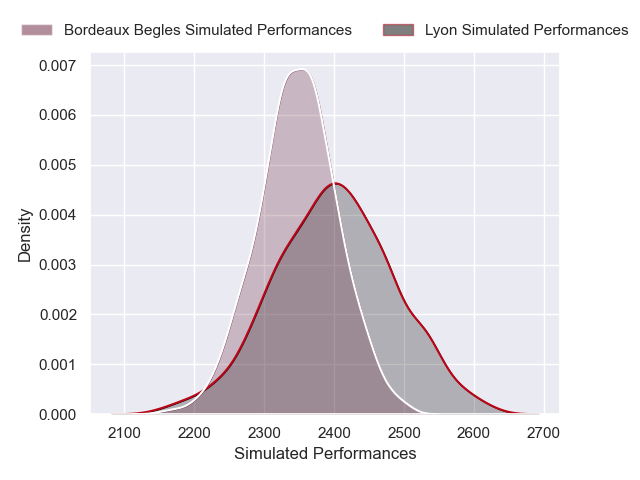 Bordeaux Begles Simulated Performances Lyon Simulated Performances
0.007
0.006
0.005
0.004
0.003
0.002
0.001
0.000
Density
2100 2200 2300 2400 2500 2600 2700
Simulated Performances